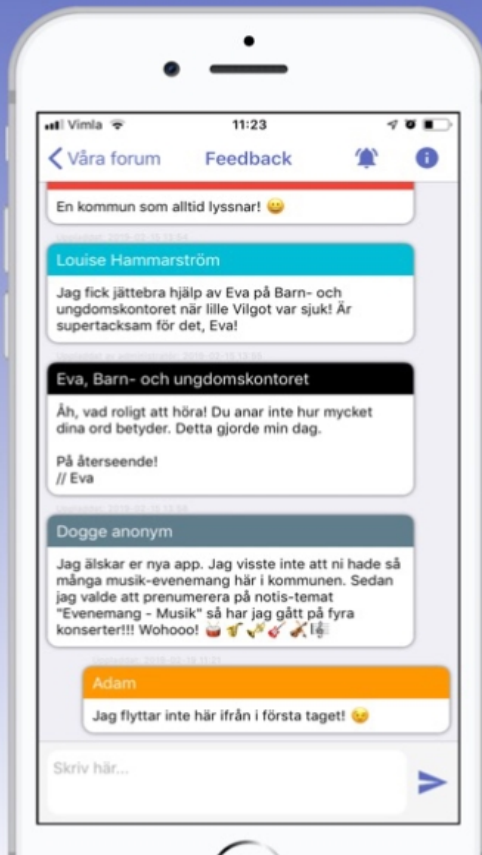 Vimla 11:23
Våra forum Feedback
En kommun som alltid lyssnar! 😀
Louise Hammarström
Jag fick jättebra hjälp av Eva på Barn- och
ungdomskontoret när lille Vilgot var sjuk! Är
supertacksam för det, Eva!
Eva, Barn- och ungdomskontoret
Åh, vad roligt att höra! Du anar inte hur mycket
dina ord betyder. Detta gjorde min dag.
På återseende!
// Eva
Dogge anonym
Jag älskar er nya app. Jag visste inte att ni hade så
många musik-evenemang här i kommunen. Sedan
jag valde att prenumerera på notis-temat
"Evenemang - Musik" så har jag gått på fyra
konserter!!! Wohooo! 🥁🎷🎺🎸🎻🎼
Adam
Jag flyttar inte här ifrån i första taget! 😉
Skriv här...